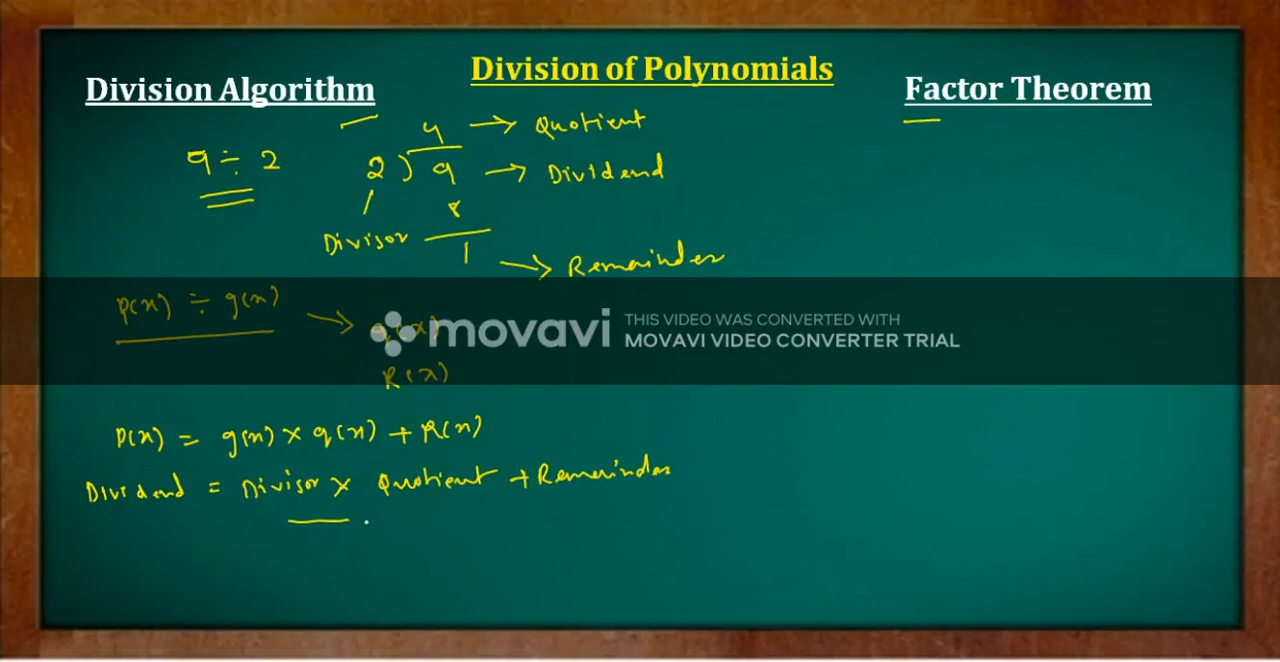 Division of Polynomials
Division Algorithm
Factor Theorem
9 ÷ 2
4 → Quotient
2 ) 9 → Dividend
8
Divisor
1 → Remainder
p(x) ÷ g(x) → q(x)
R(x)
movavi
THIS VIDEO WAS CONVERTED WITH
MOVAVI VIDEO CONVERTER TRIAL
P(x) = g(x) × q(x) + R(x)
Dividend = Divisor × Quotient + Remainder